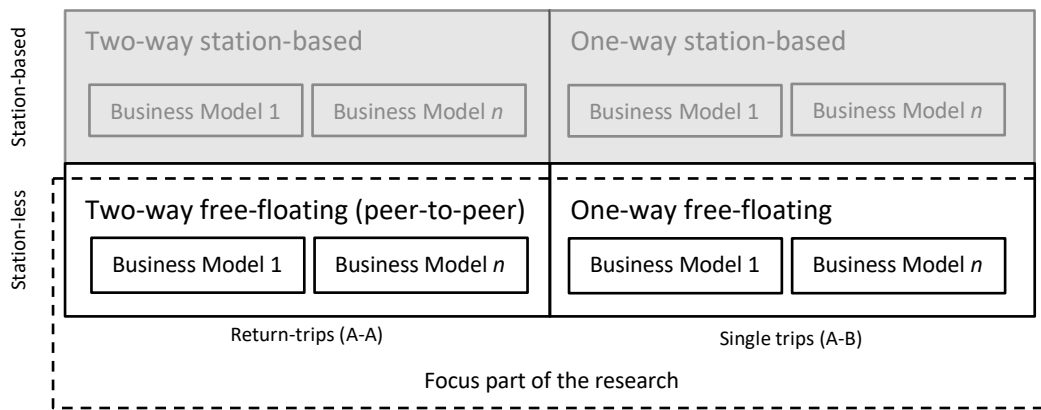 Station-based
Two-way station-based
One-way station-based
Business Model 1
Business Model n
Business Model 1
Business Model n
Station-less
Two-way free-floating (peer-to-peer)
One-way free-floating
Business Model 1
Business Model n
Business Model 1
Business Model n
Return-trips (A-A)
Single trips (A-B)
Focus part of the research